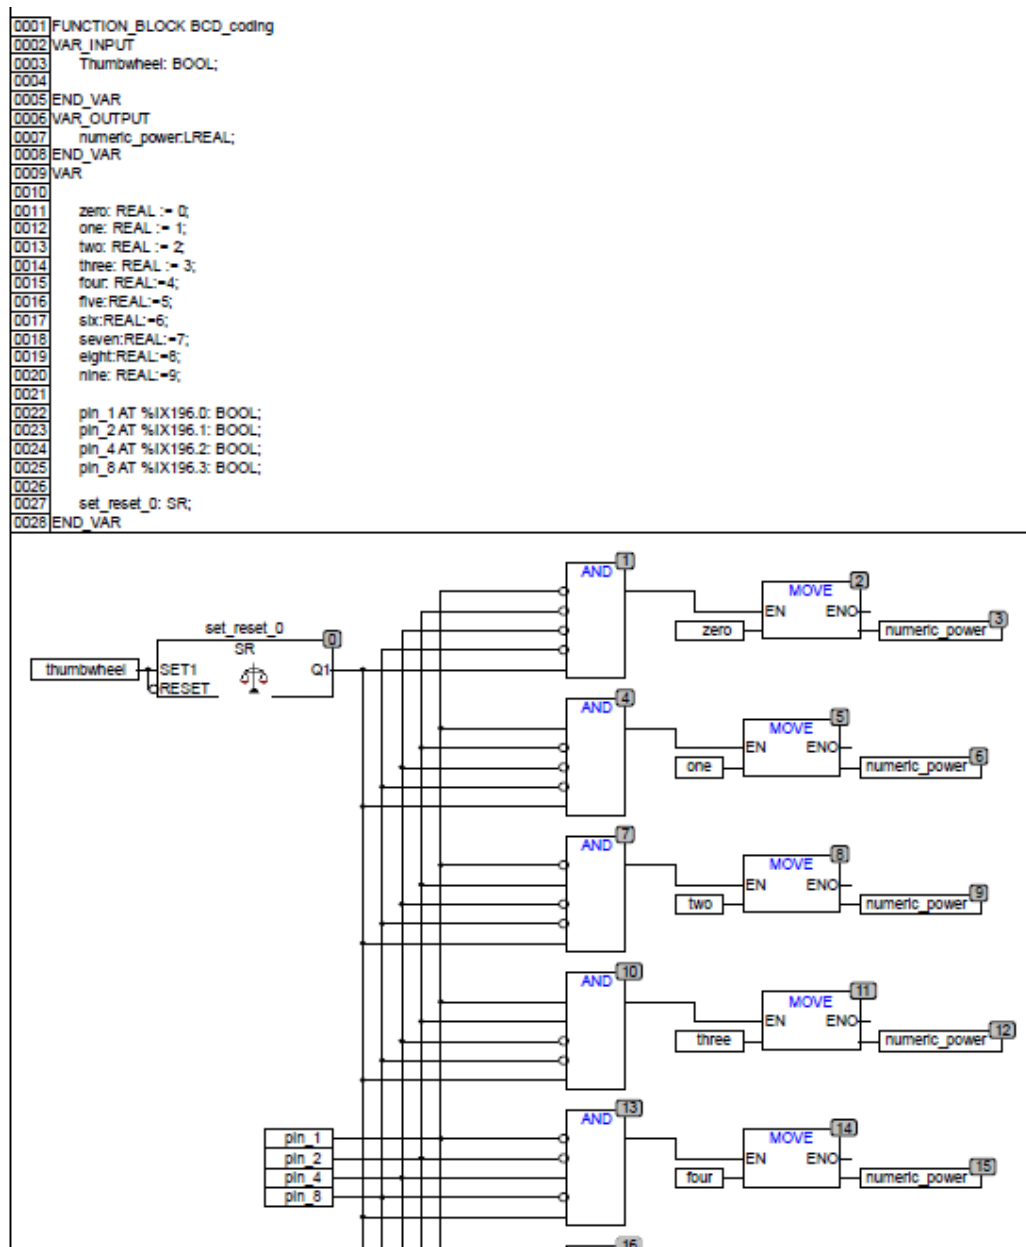 0001 FUNCTION_BLOCK BCD_coding
0002 VAR_INPUT
0003 Thumbwheel: BOOL;
0004
0005 END_VAR
0006 VAR_OUTPUT
0007 numeric_power:LREAL;
0008 END_VAR
0009 VAR
0010
0011 zero: REAL := 0;
0012 one: REAL := 1;
0013 two: REAL := 2;
0014 three: REAL := 3;
0015 four: REAL:=4;
0016 five:REAL:=5;
0017 six:REAL:=6;
0018 seven:REAL:=7;
0019 eight:REAL:=8;
0020 nine: REAL:=9;
0021
0022 pin_1 AT %IX196.0: BOOL;
0023 pin_2 AT %IX196.1: BOOL;
0024 pin_4 AT %IX196.2: BOOL;
0025 pin_8 AT %IX196.3: BOOL;
0026
0027 set_reset_0: SR;
0028 END_VAR
set_reset_0 0
SR
thumbwheel SET1 Q1
RESET
AND 1
MOVE 2
EN ENO
zero numeric_power 3
AND 4
MOVE 5
EN ENO
one numeric_power 6
AND 7
MOVE 8
EN ENO
two numeric_power 9
AND 10
MOVE 11
EN ENO
three numeric_power 12
pin_1
pin_2
pin_4
pin_8
AND 13
MOVE 14
EN ENO
four numeric_power 15
16